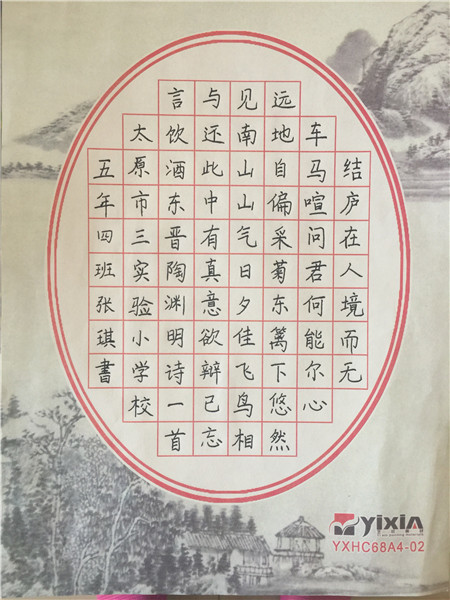 结庐在人境而无
车马喧问君何能尔心
远地自偏采菊东篱下悠然
见南山山气日夕佳飞鸟相
与还此中有真意欲辩已忘
言饮酒东晋陶渊明诗一首
太原市三实验小学校
五年四班张琪書
yixin
YXHC68A4-02